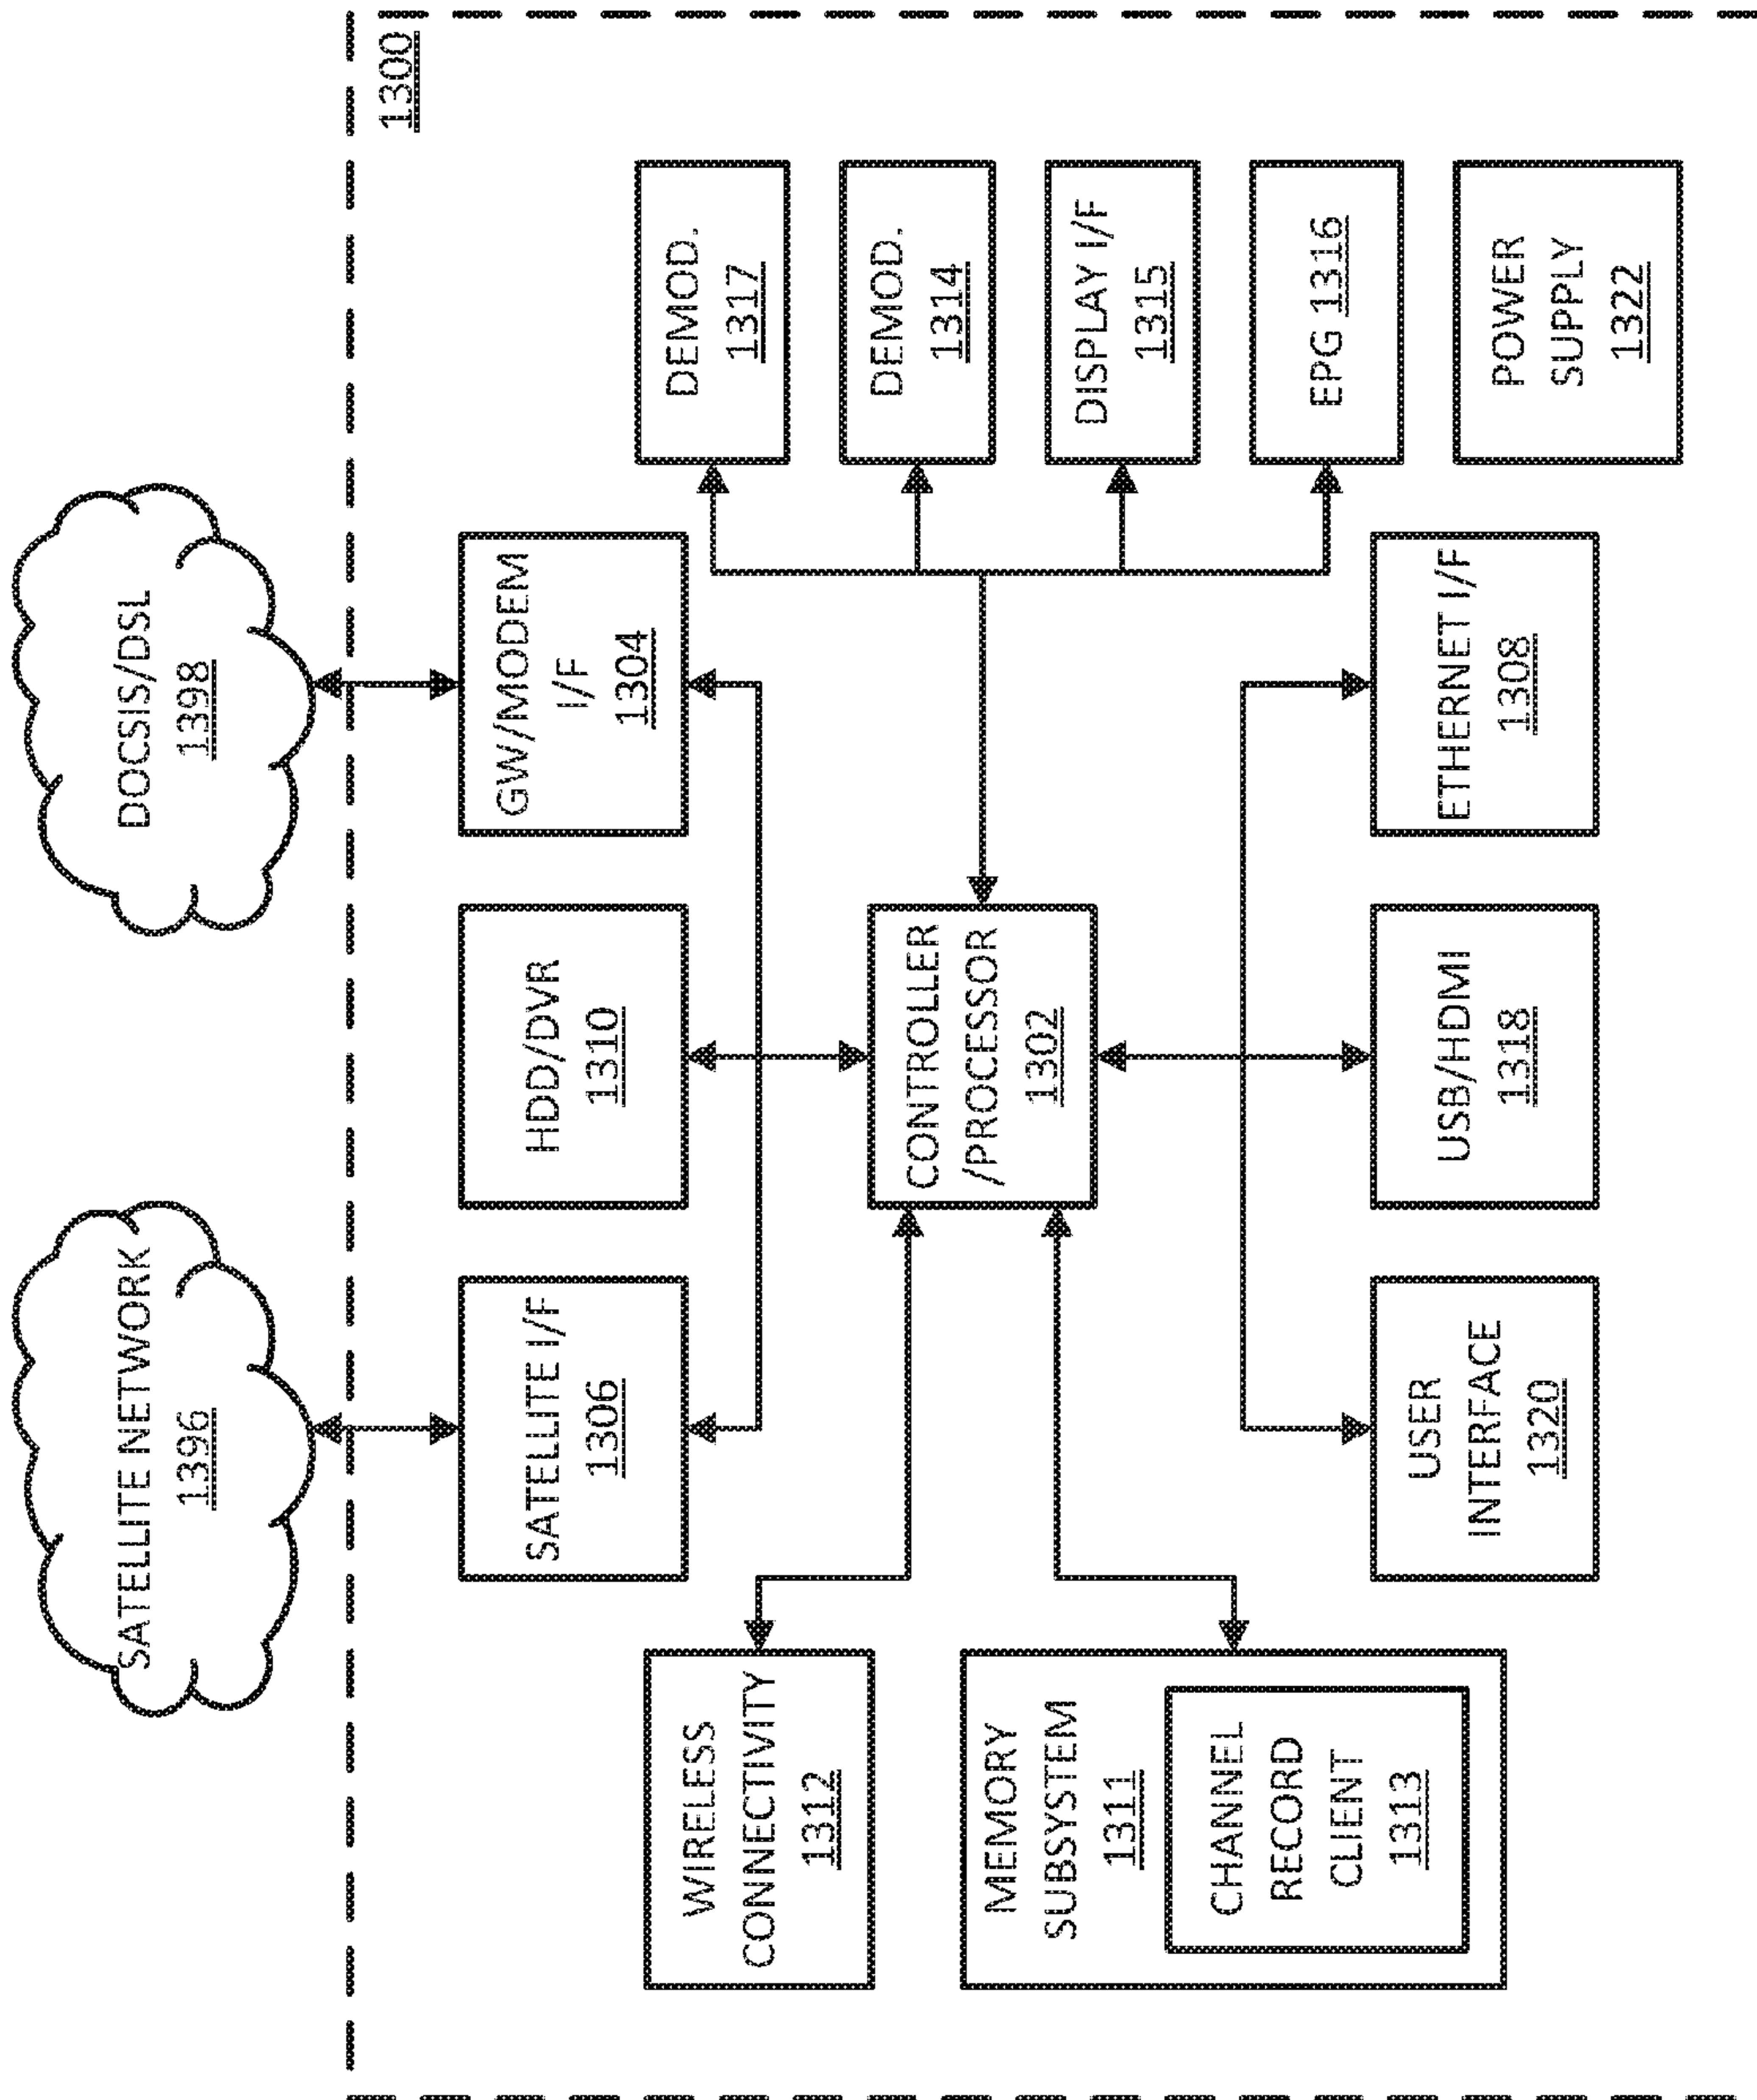 SATELLITE NETWORK
1396
DOCSIS/DSL
1398
1300
SATELLITE I/F
1306
HDD/DVR
1310
GW/MODEM
I/F
1304
WIRELESS
CONNECTIVITY
1312
DEMOD.
1317
DEMOD.
1314
CONTROLLER
/PROCESSOR
1302
MEMORY
SUBSYSTEM
1311
CHANNEL
RECORD
CLIENT
1313
DISPLAY I/F
1315
EPG 1316
USER
INTERFACE
1320
USB/HDMI
1318
ETHERNET I/F
1308
POWER
SUPPLY
1322